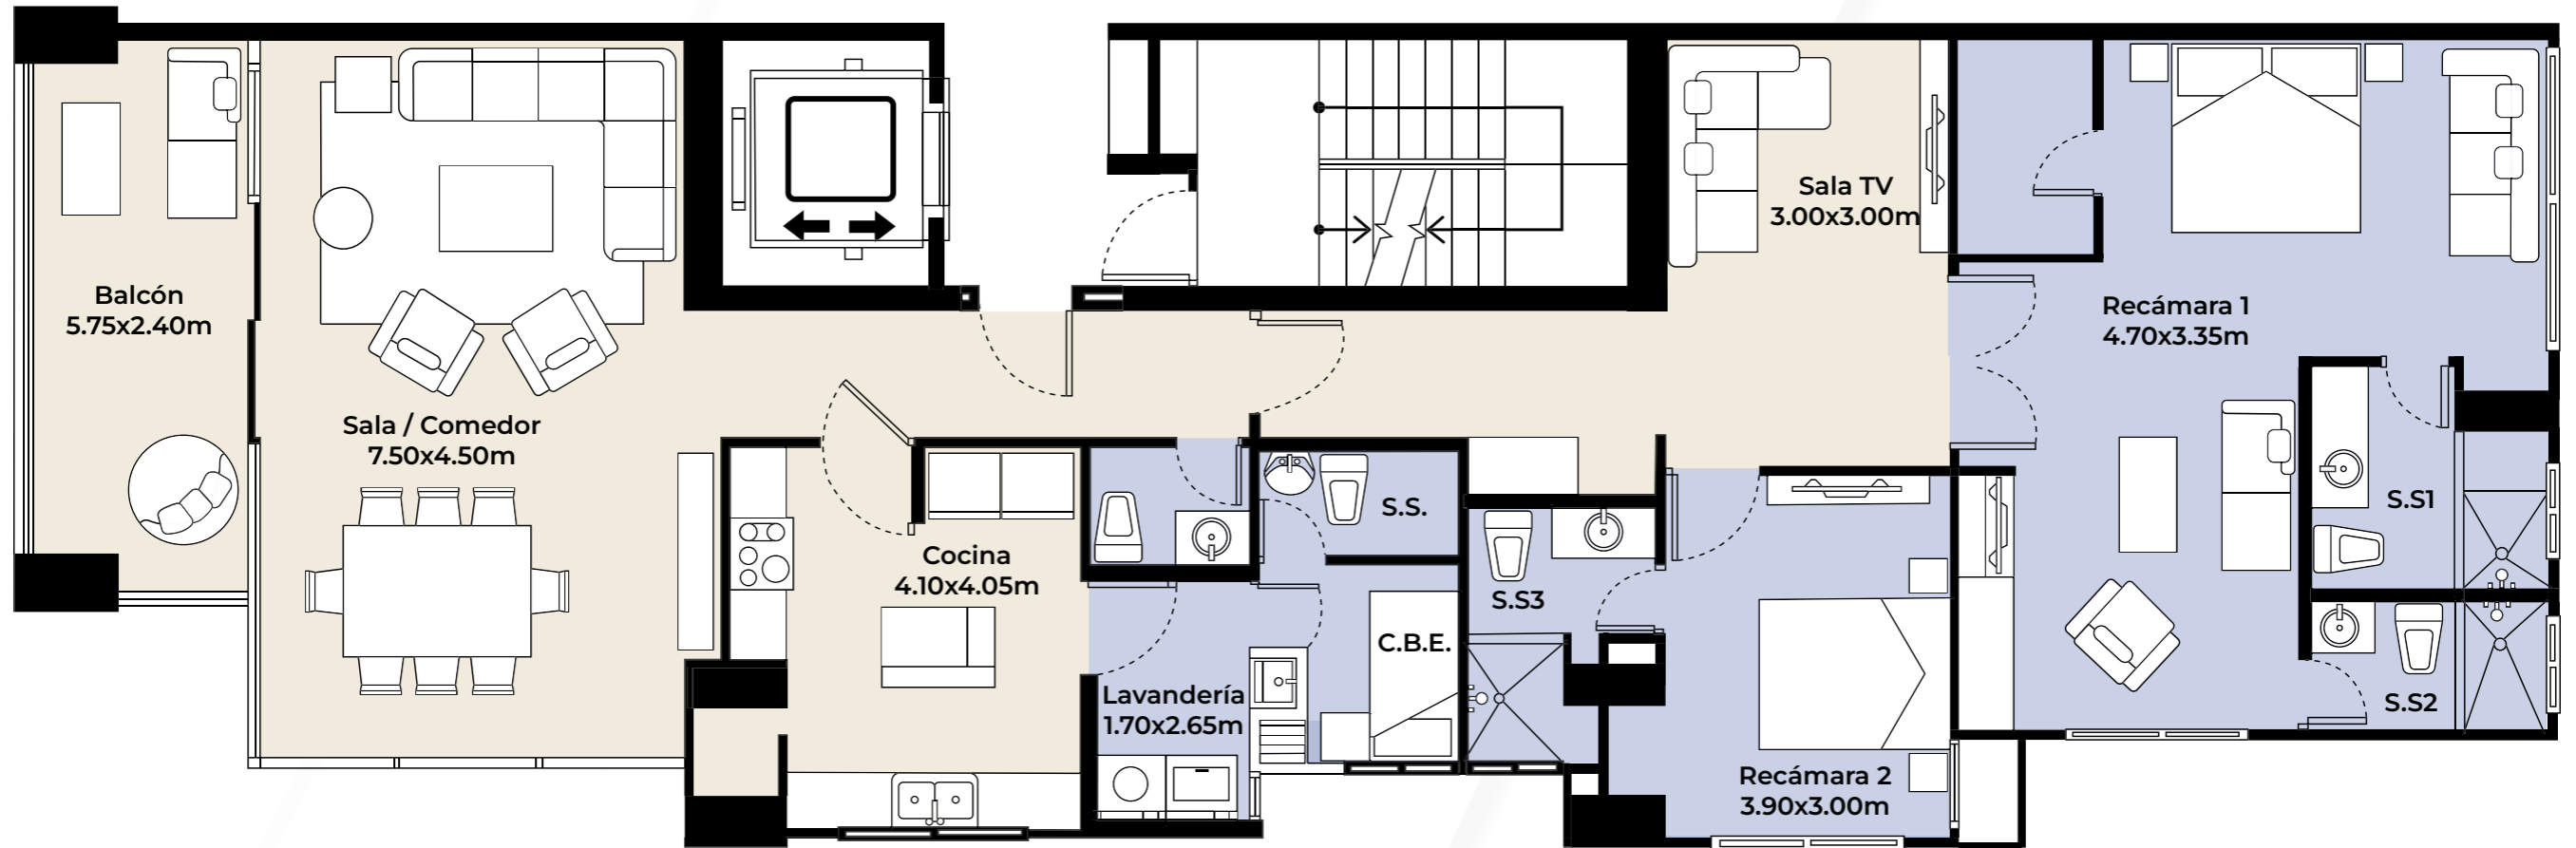 Balcón
5.75x2.40m
Sala / Comedor
7.50x4.50m
Cocina
4.10x4.05m
Lavandería
1.70x2.65m
S.S.
C.B.E.
S.S3
Sala TV
3.00x3.00m
Recámara 2
3.90x3.00m
Recámara 1
4.70x3.35m
S.S1
S.S2